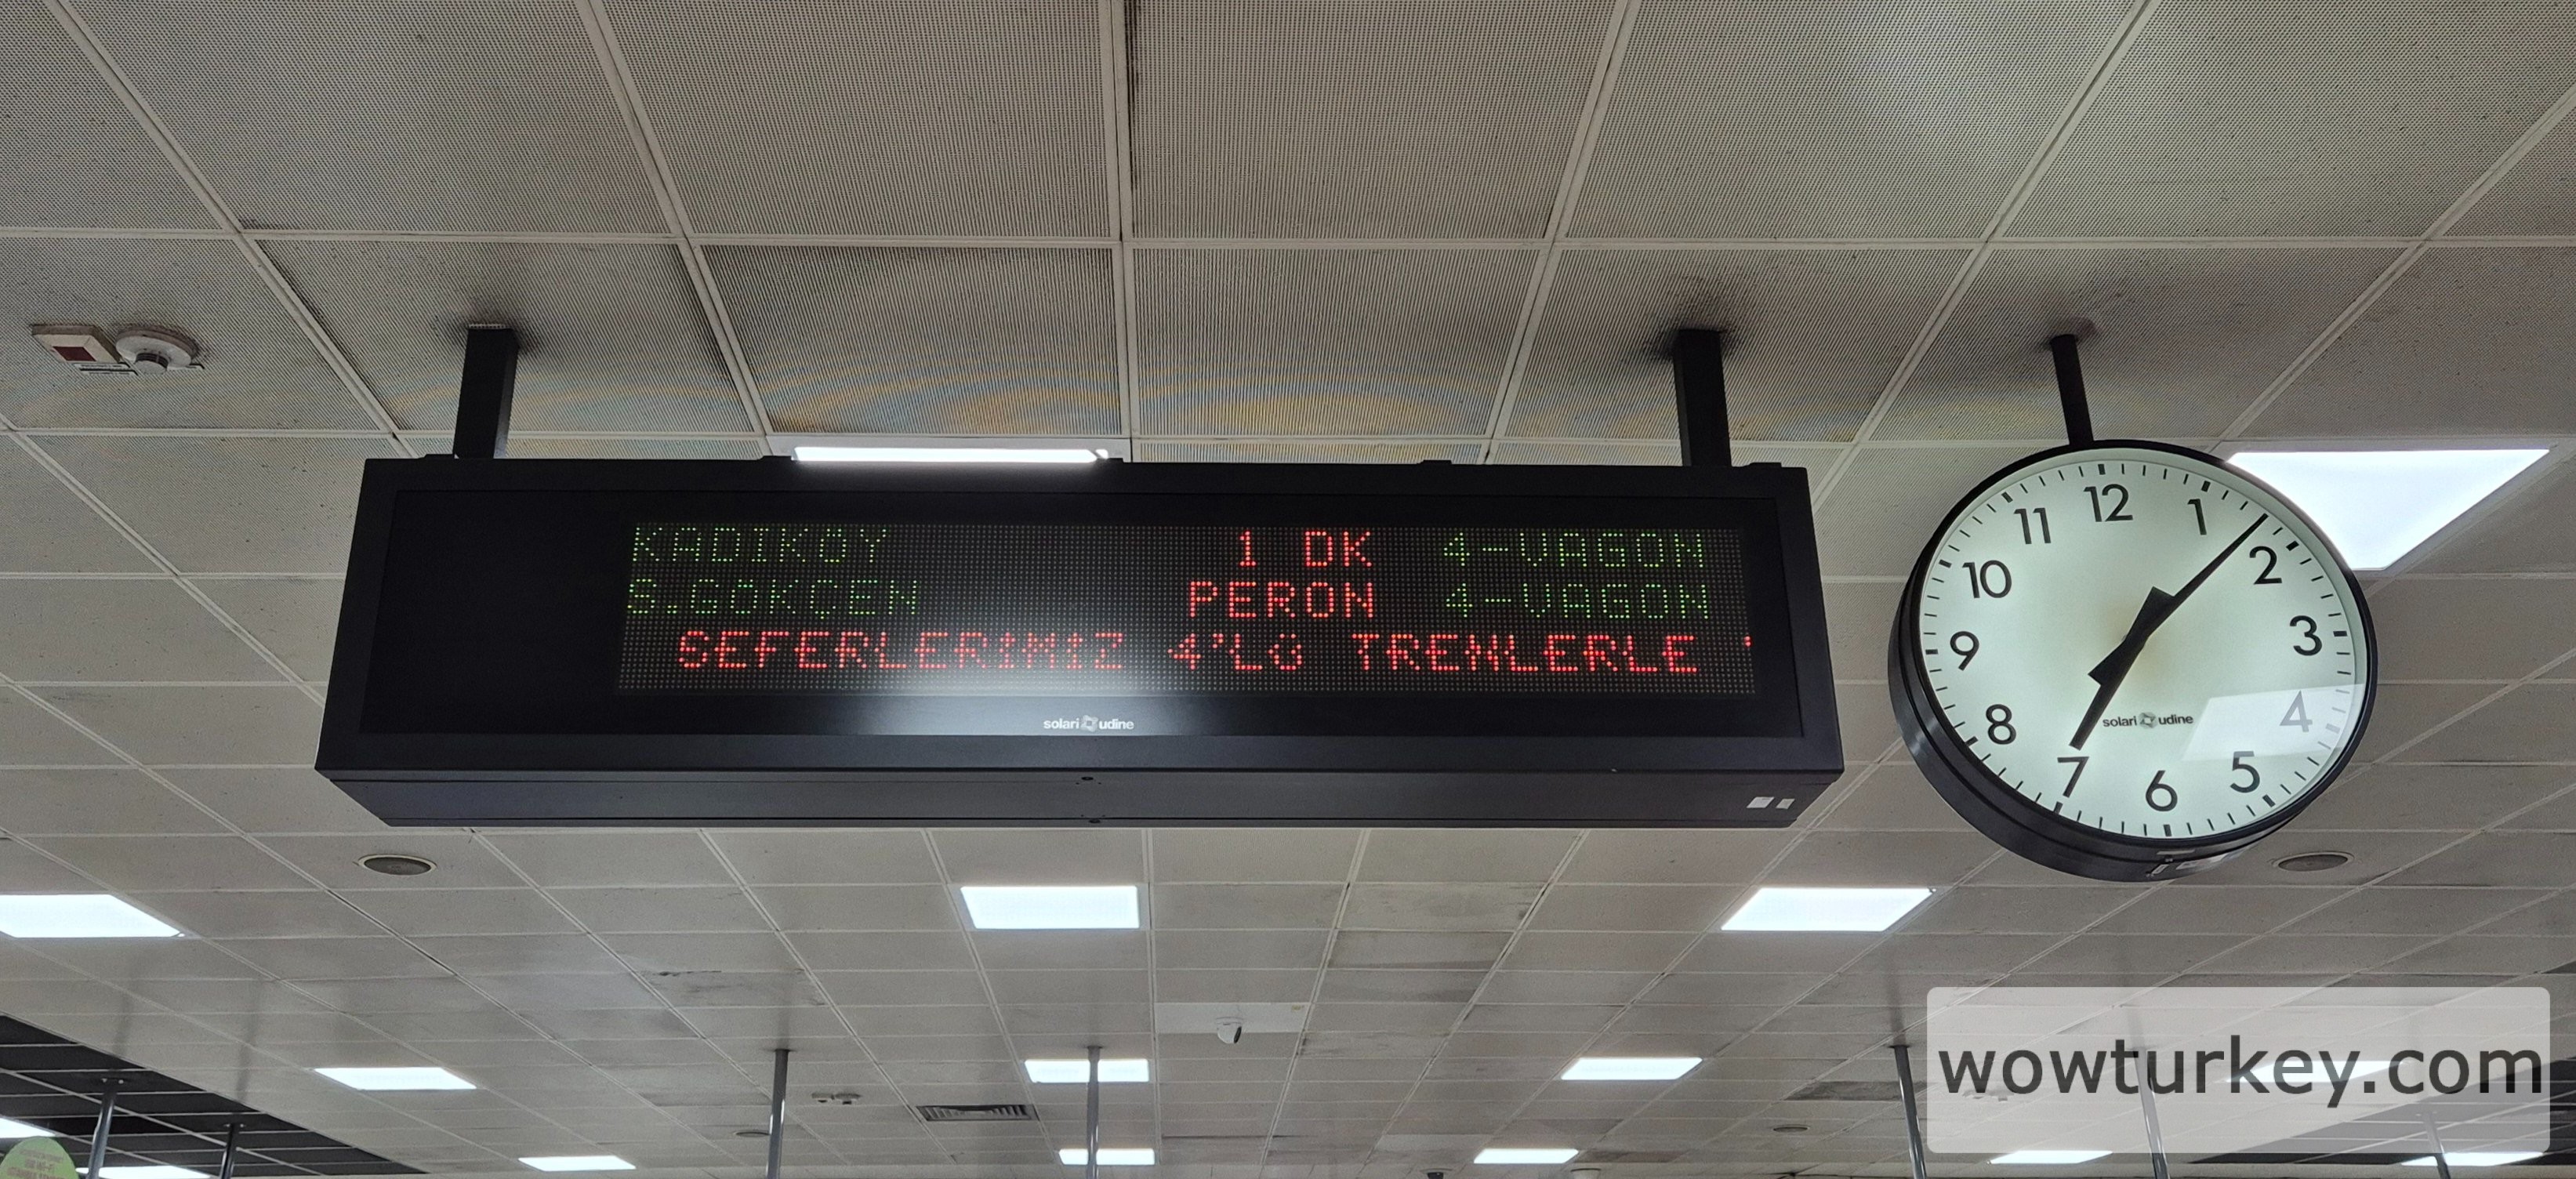 KADIKÖY 1 DK 4-VAGON
S.GÖKÇEN PERON 4-VAGON
SEFERLERİMİZ 4'LÜ TRENLERLE
solari udine
12
1
2
3
4
5
6
7
8
9
10
11
solari udine
wowturkey.com